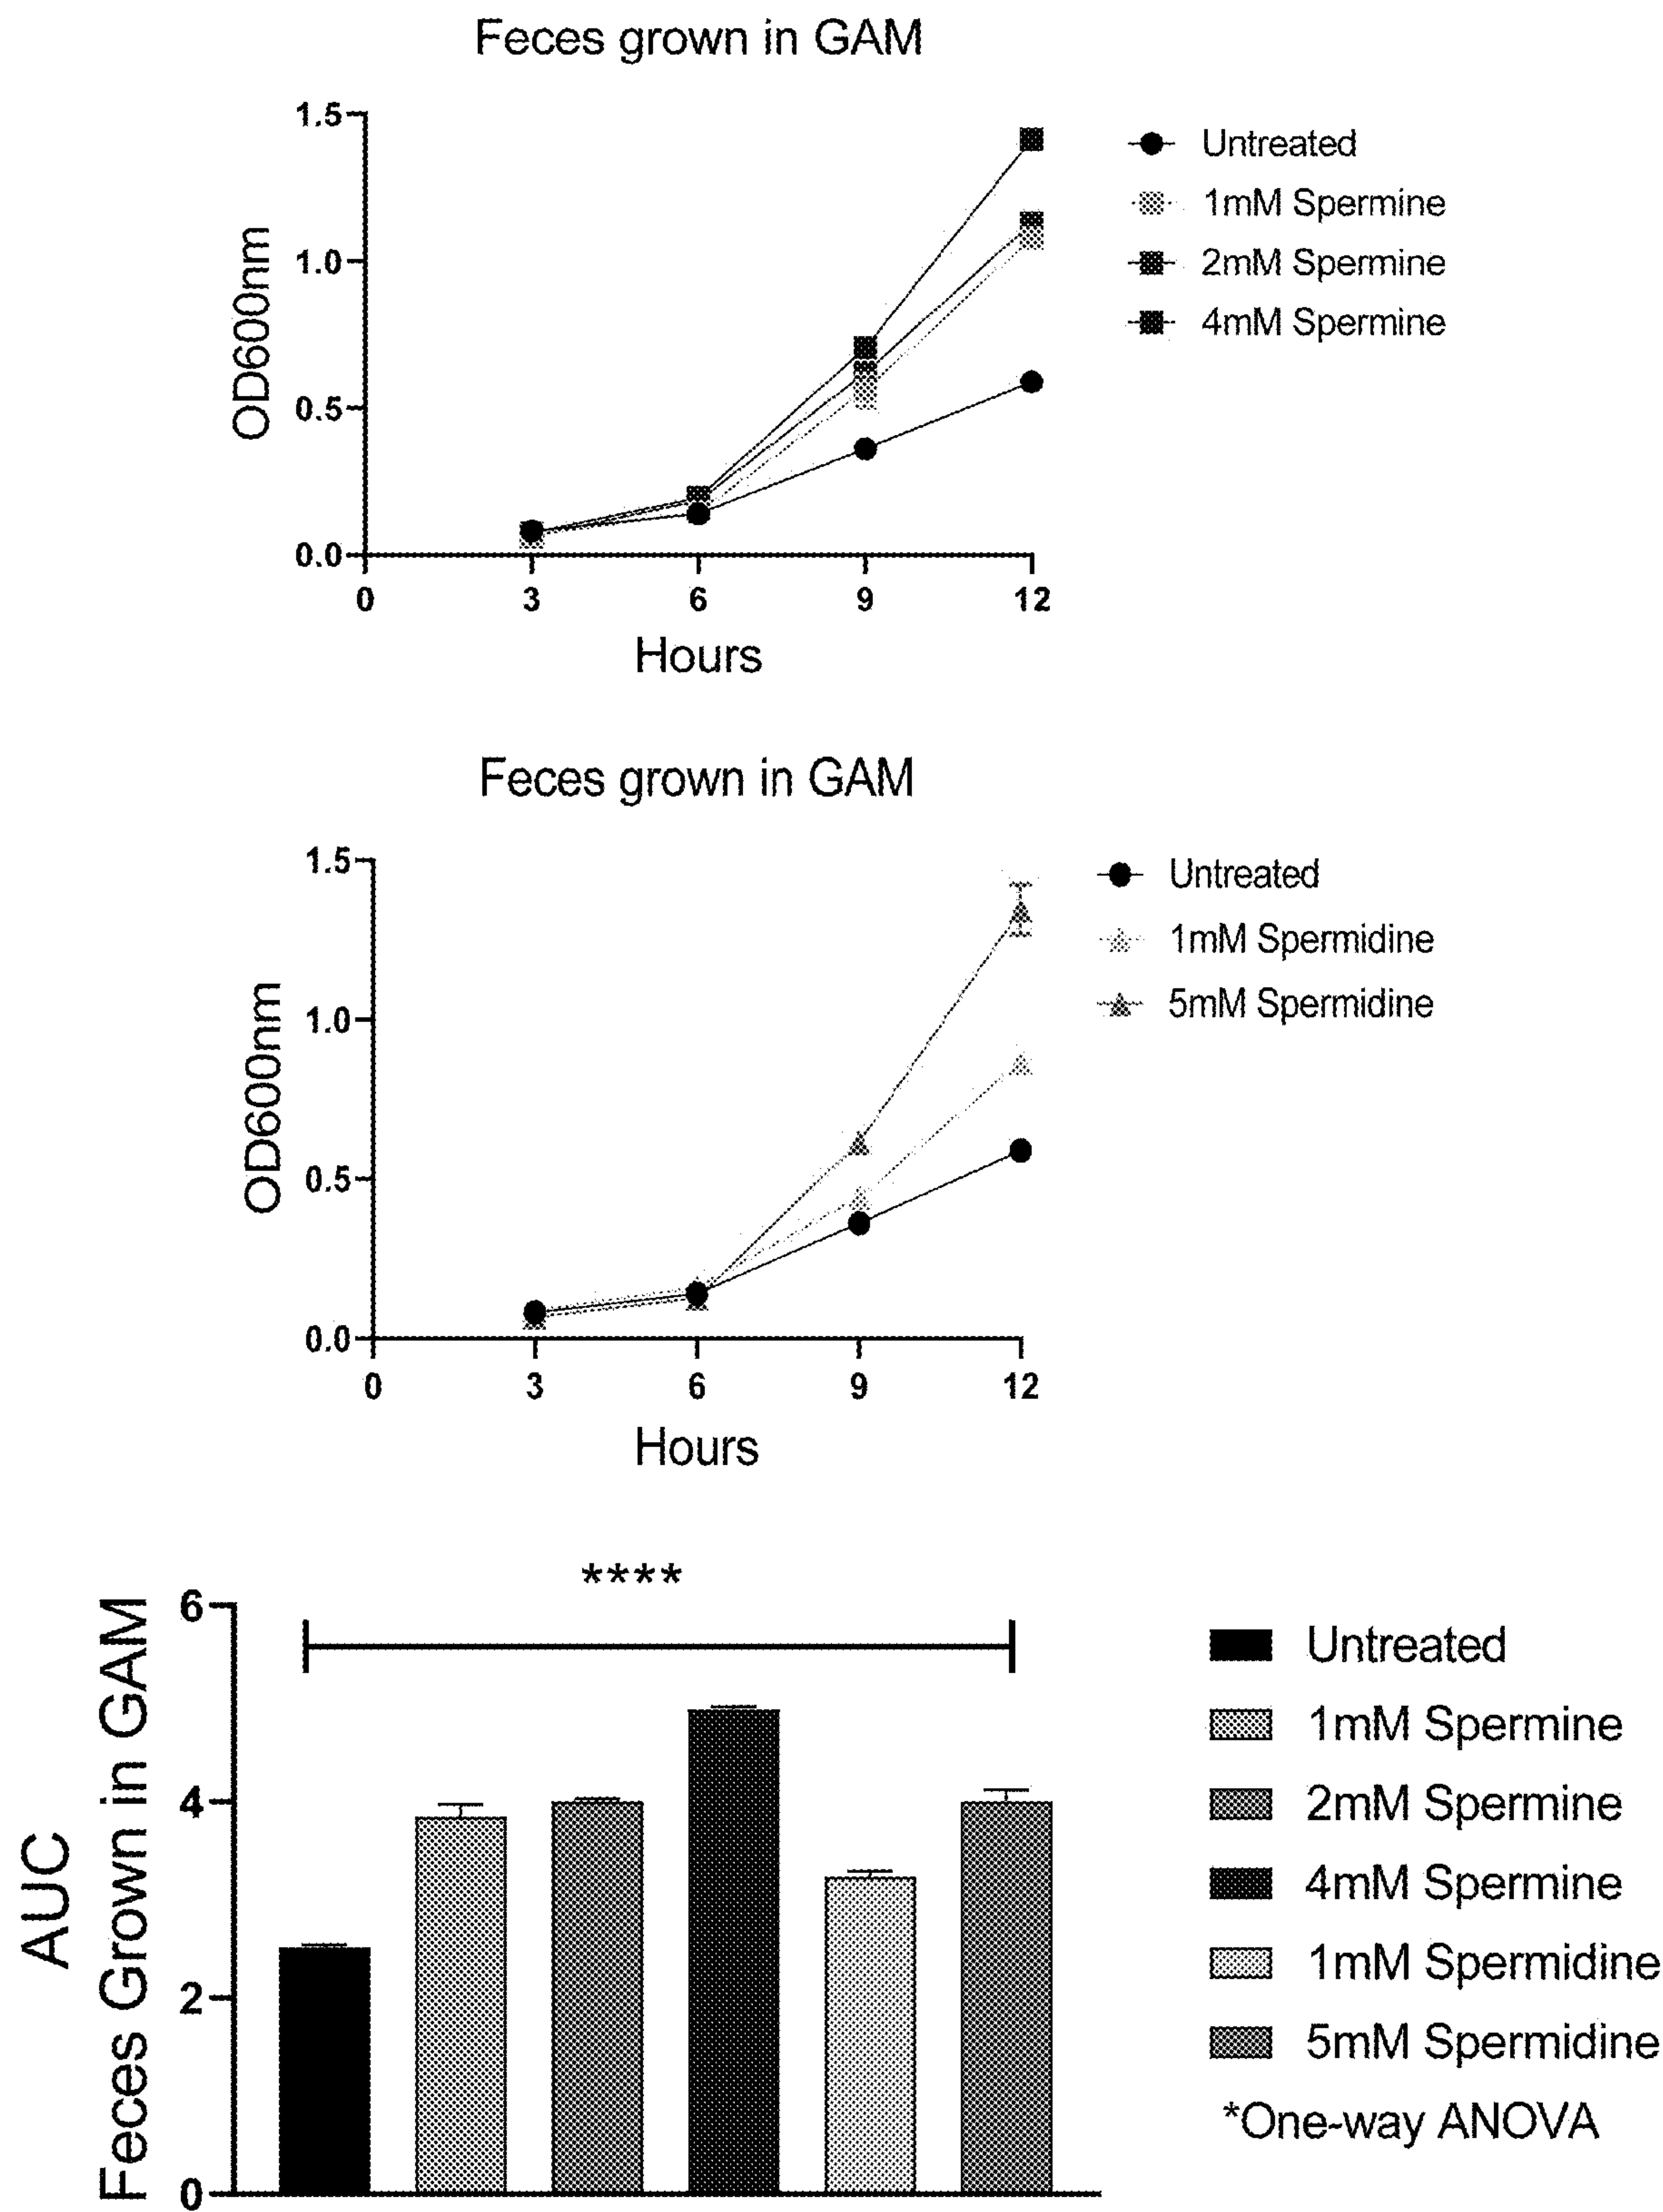 Feces grown in GAM
1.5
1.0
0.5
0.0
OD600nm
0 3 6 9 12
Hours
Untreated
1mM Spermine
2mM Spermine
4mM Spermine
Feces grown in GAM
1.5
1.0
0.5
0.0
OD600nm
0 3 6 9 12
Hours
Untreated
1mM Spermidine
5mM Spermidine
****
6
4
2
0
AUC
Feces Grown in GAM
Untreated
1mM Spermine
2mM Spermine
4mM Spermine
1mM Spermidine
5mM Spermidine
*One-way ANOVA